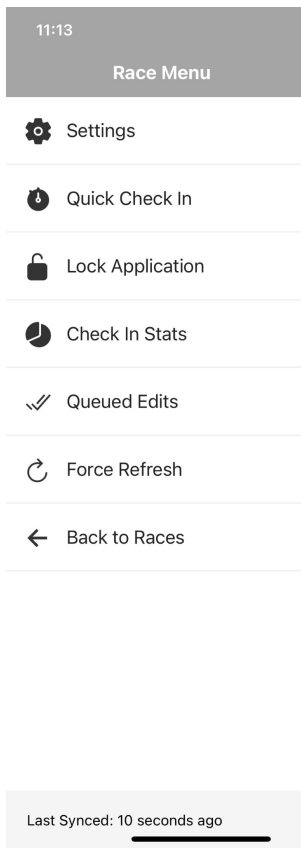 11:13
Race Menu
Settings
Quick Check In
Lock Application
Check In Stats
Queued Edits
Force Refresh
Back to Races
Last Synced: 10 seconds ago